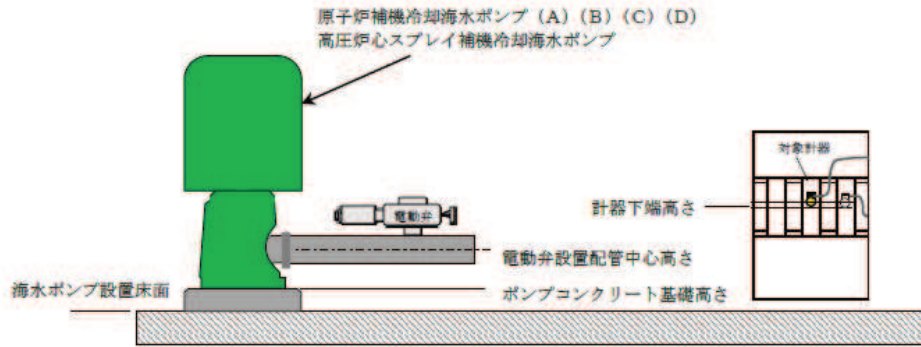 原子炉補機冷却海水ポンプ（A）（B）（C）（D）
高圧炉心スプレイ補機冷却海水ポンプ
対象計器
計器下端高さ
電動弁
電動弁設置配管中心高さ
海水ポンプ設置床面
ポンプコンクリート基礎高さ